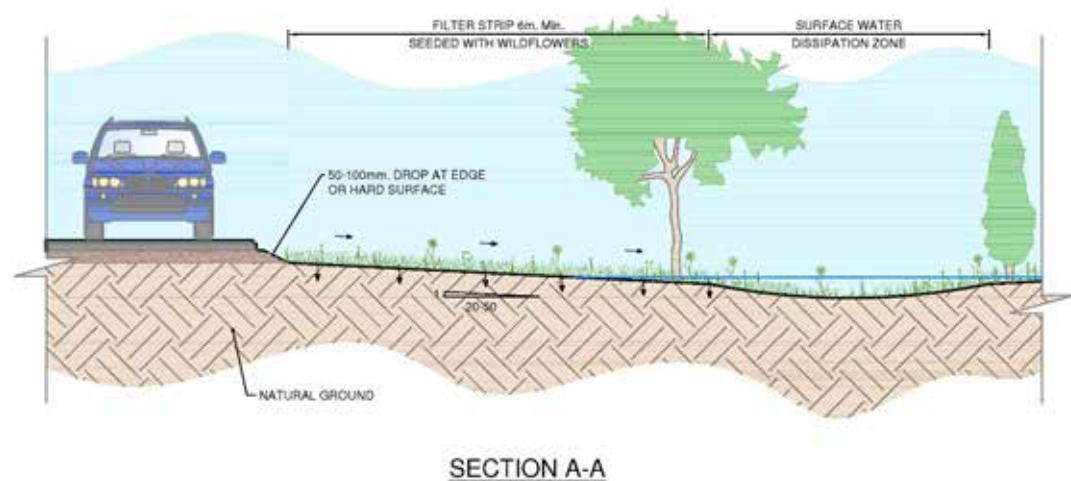 FILTER STRIP 6m. Min.
SEEDED WITH WILDFLOWERS
SURFACE WATER
DISSIPATION ZONE
50-100mm. DROP AT EDGE
OR HARD SURFACE
1
20-50
NATURAL GROUND
SECTION A-A